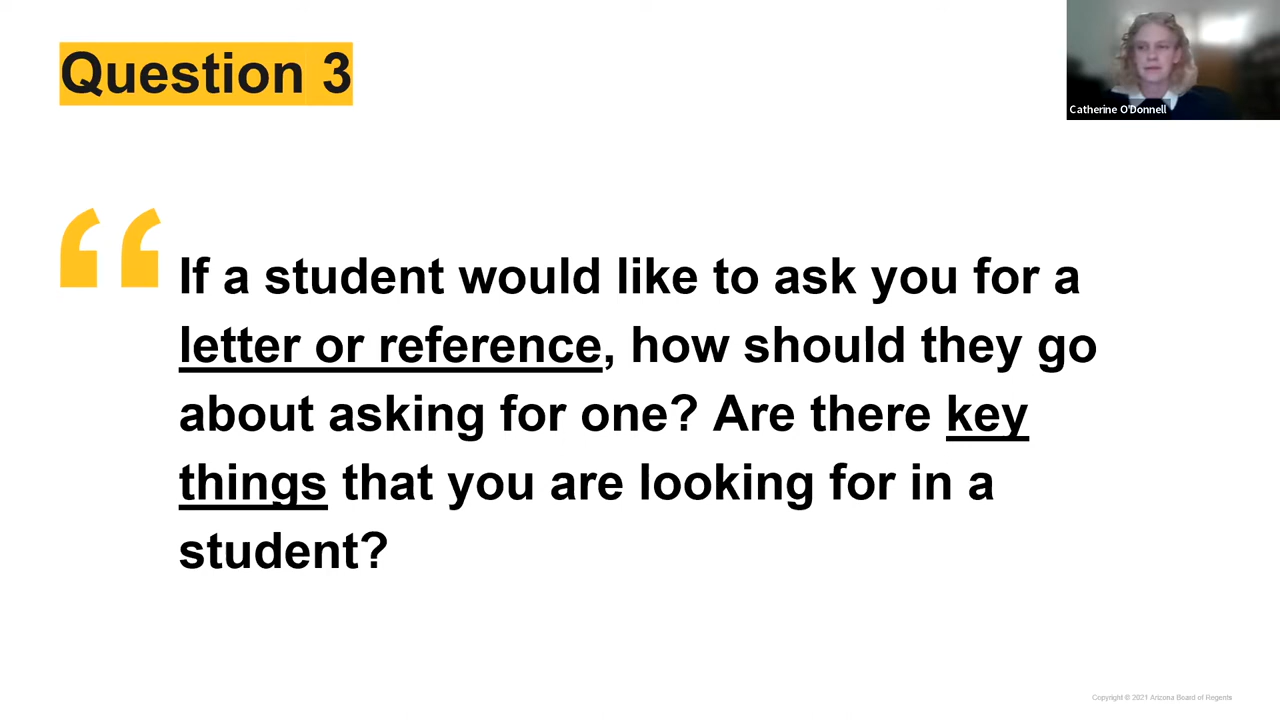 Question 3
Catherine O'Donnell
“
If a student would like to ask you for a
letter or reference, how should they go
about asking for one? Are there key
things that you are looking for in a
student?
Copyright © 2021 Arizona Board of Regents